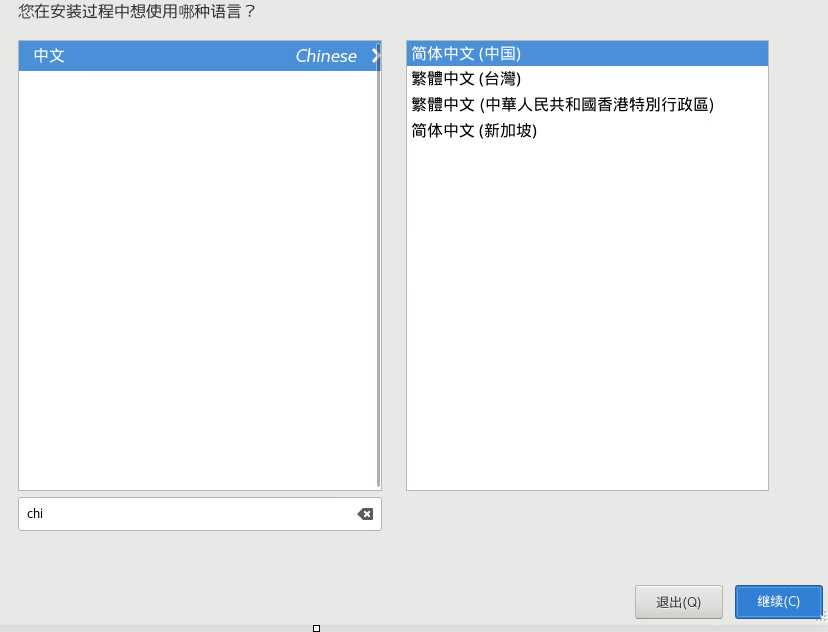 您在安装过程中想使用哪种语言？
中文 Chinese
简体中文 (中国)
繁體中文 (台灣)
繁體中文 (中華人民共和國香港特別行政區)
简体中文 (新加坡)
chi
退出(Q) 继续(C)